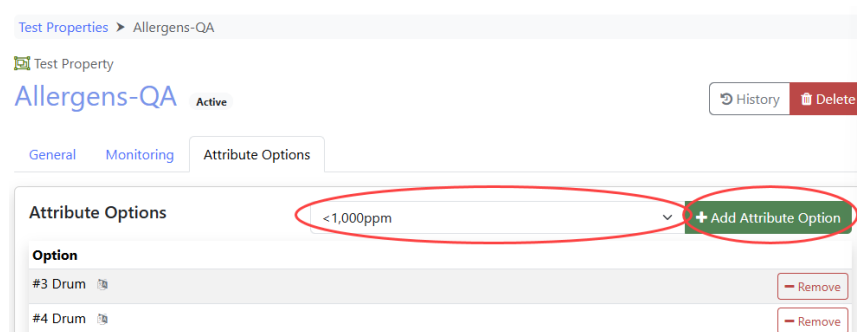 Test Properties ➤ Allergens-QA
Test Property
Allergens-QA Active
History Delete
General Monitoring Attribute Options
Attribute Options <1,000ppm + Add Attribute Option
Option
#3 Drum − Remove
#4 Drum − Remove